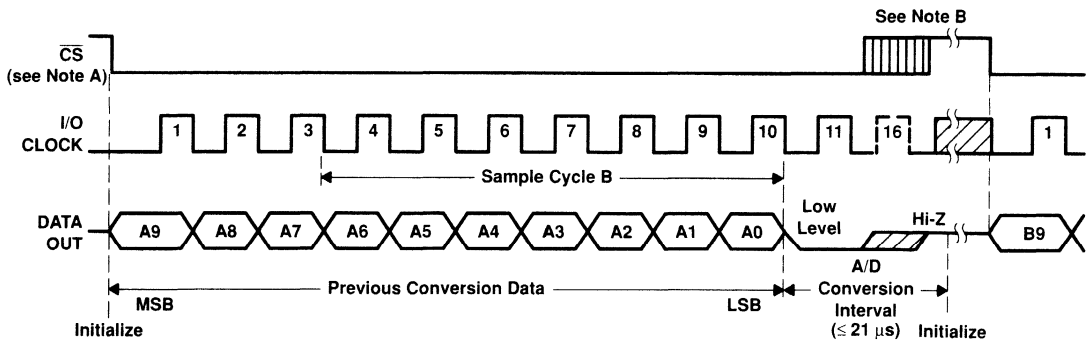 See Note B
CS
(see Note A)
I/O
CLOCK
1 2 3 4 5 6 7 8 9 10 11 16 1
Sample Cycle B
DATA
OUT
A9 A8 A7 A6 A5 A4 A3 A2 A1 A0
Low
Level
Hi-Z
B9
A/D
Conversion
Interval
(≤ 21 μs)
Previous Conversion Data
MSB
LSB
Initialize
Initialize